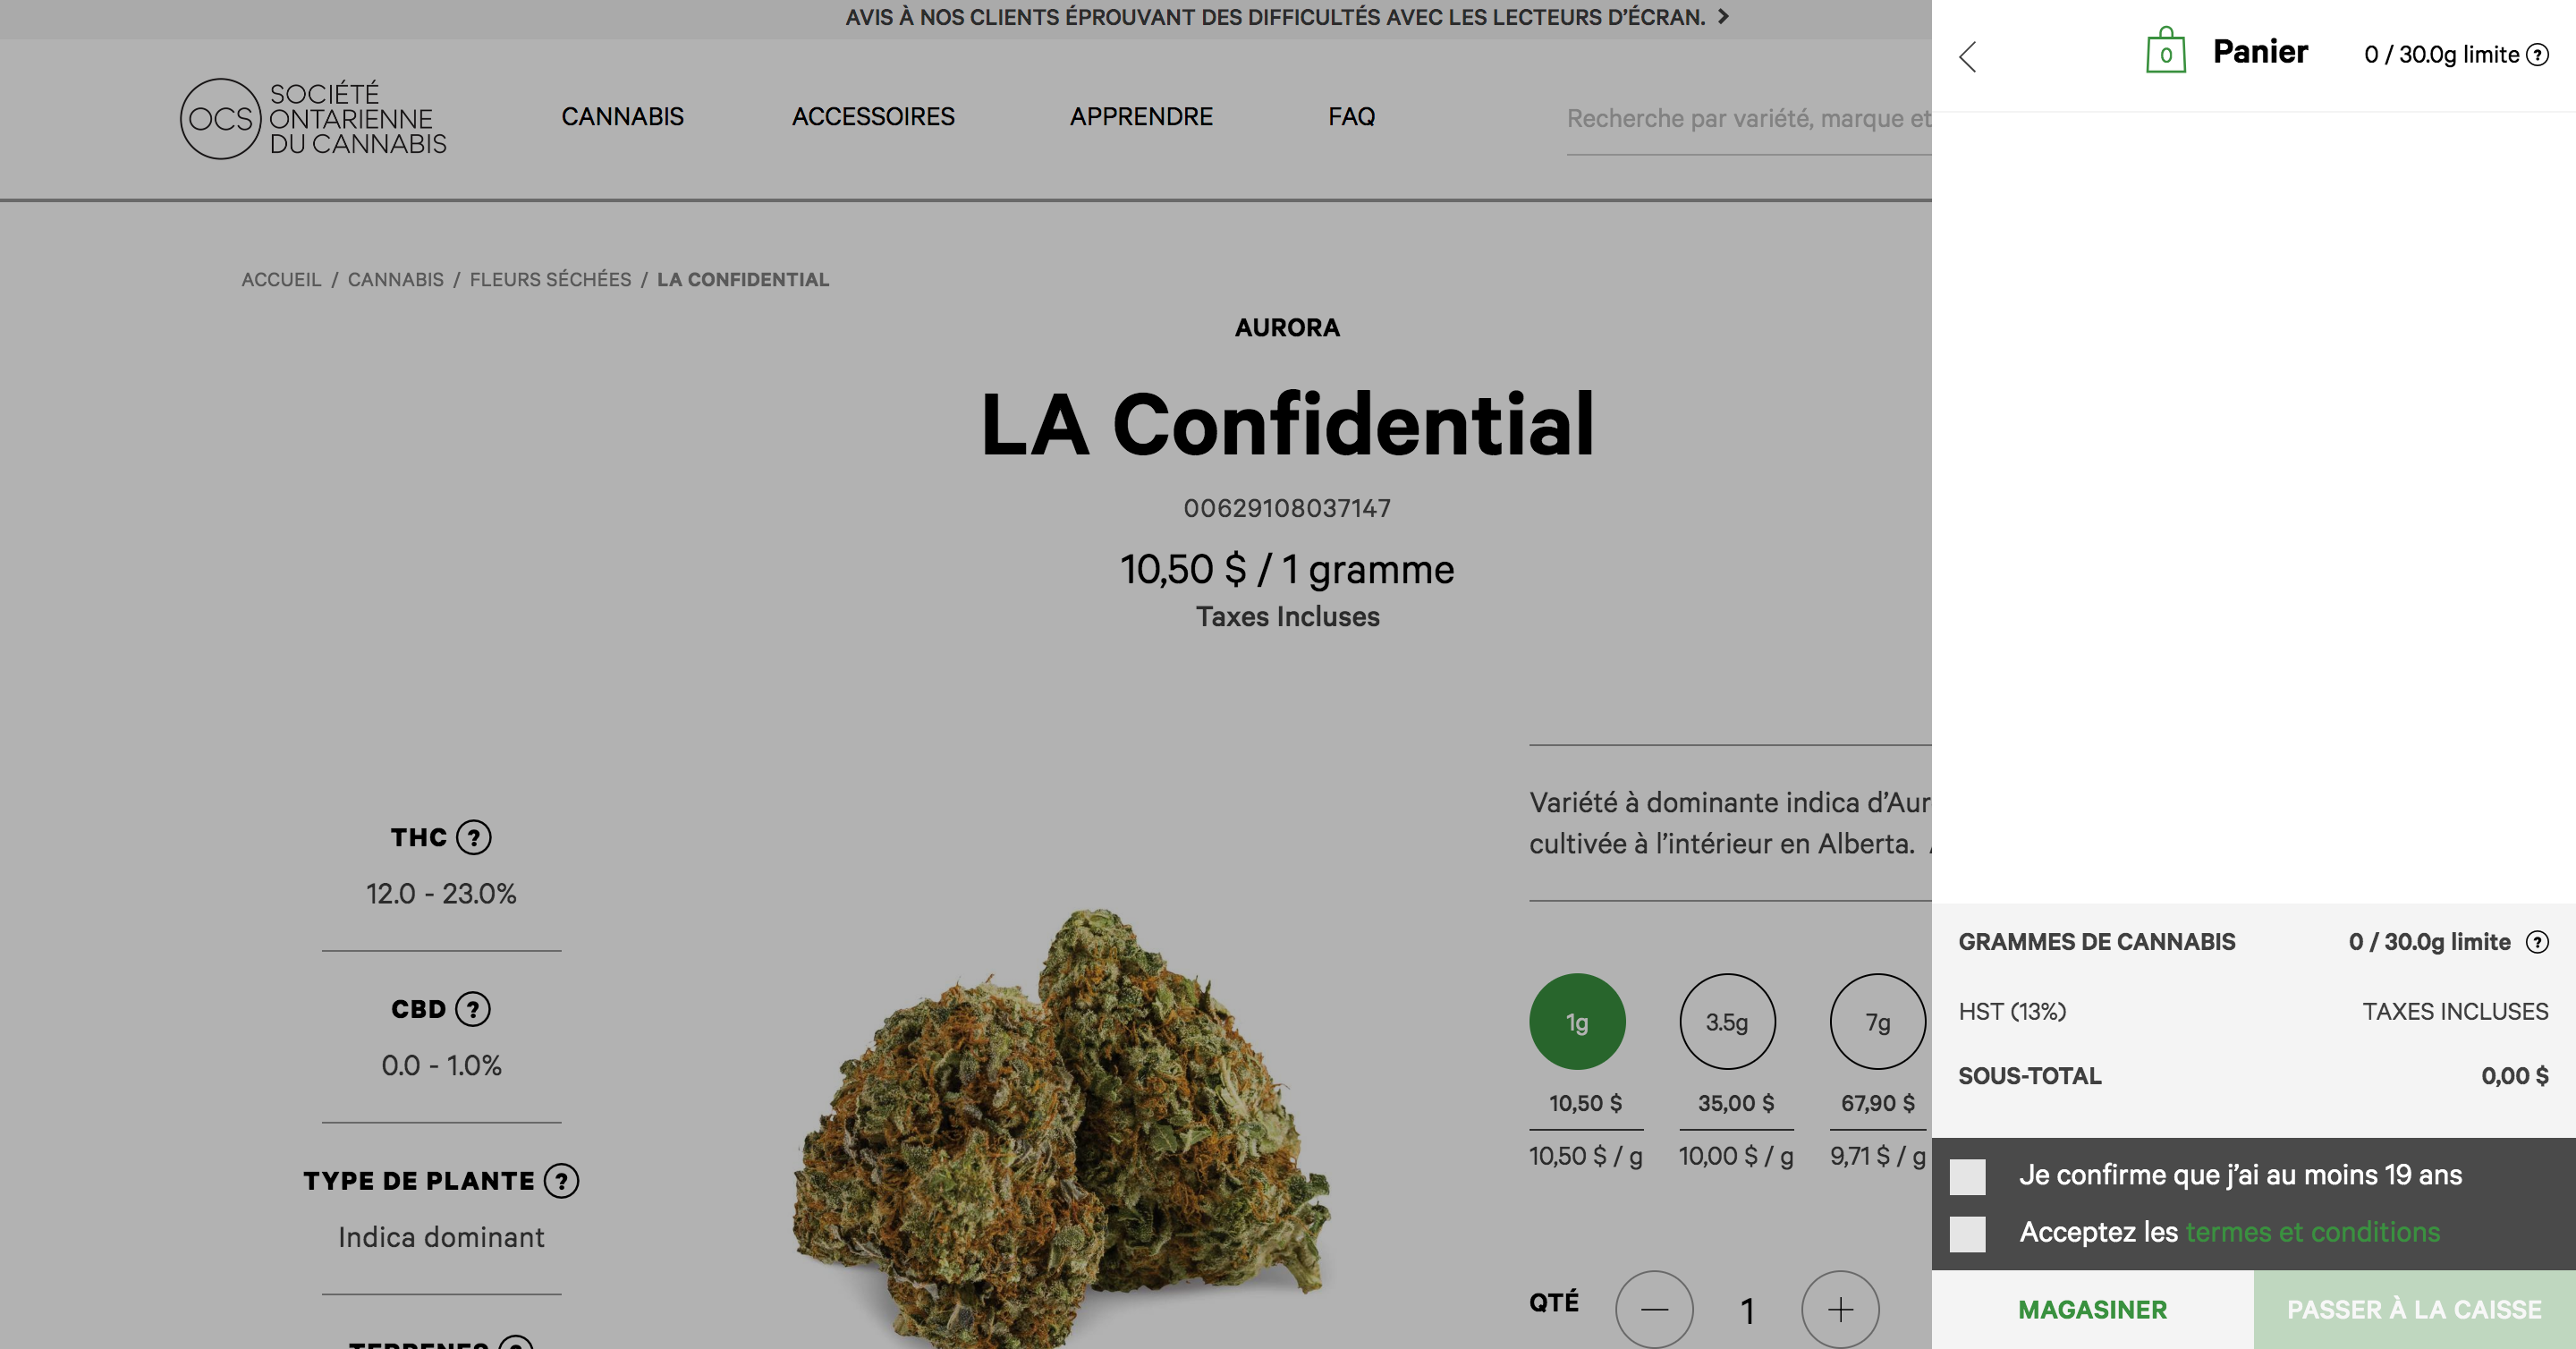 AVIS À NOS CLIENTS ÉPROUVANT DES DIFFICULTÉS AVEC LES LECTEURS D’ÉCRAN.
OCS
SOCIÉTÉ
ONTARIENNE
DU CANNABIS
CANNABIS
ACCESSOIRES
APPRENDRE
FAQ
Recherche par variété, marque et
ACCUEIL / CANNABIS / FLEURS SÉCHÉES / LA CONFIDENTIAL
AURORA
LA Confidential
00629108037147
10,50 $ / 1 gramme
Taxes Incluses
THC ?
12.0 - 23.0%
CBD ?
0.0 - 1.0%
TYPE DE PLANTE ?
Indica dominant
TERPENES ?
Variété à dominante indica d’Aur
cultivée à l’intérieur en Alberta.
1g
3.5g
7g
10,50 $
35,00 $
67,90 $
10,50 $ / g
10,00 $ / g
9,71 $ / g
QTÉ
1
0
Panier
0 / 30.0g limite ?
GRAMMES DE CANNABIS
0 / 30.0g limite ?
HST (13%)
TAXES INCLUSES
SOUS-TOTAL
0,00 $
Je confirme que j’ai au moins 19 ans
Acceptez les termes et conditions
MAGASINER
PASSER À LA CAISSE